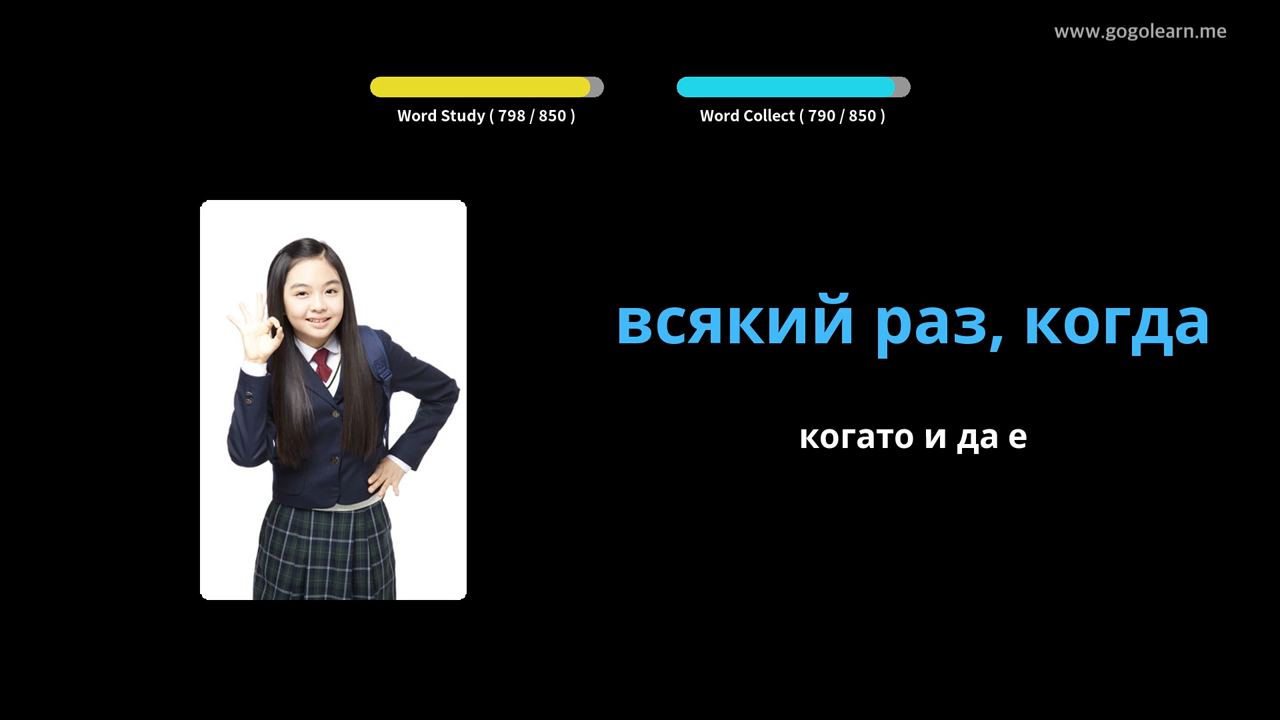 www.gogolearn.me
Word Study ( 798 / 850 )
Word Collect ( 790 / 850 )
всякий раз, когда
когато и да е